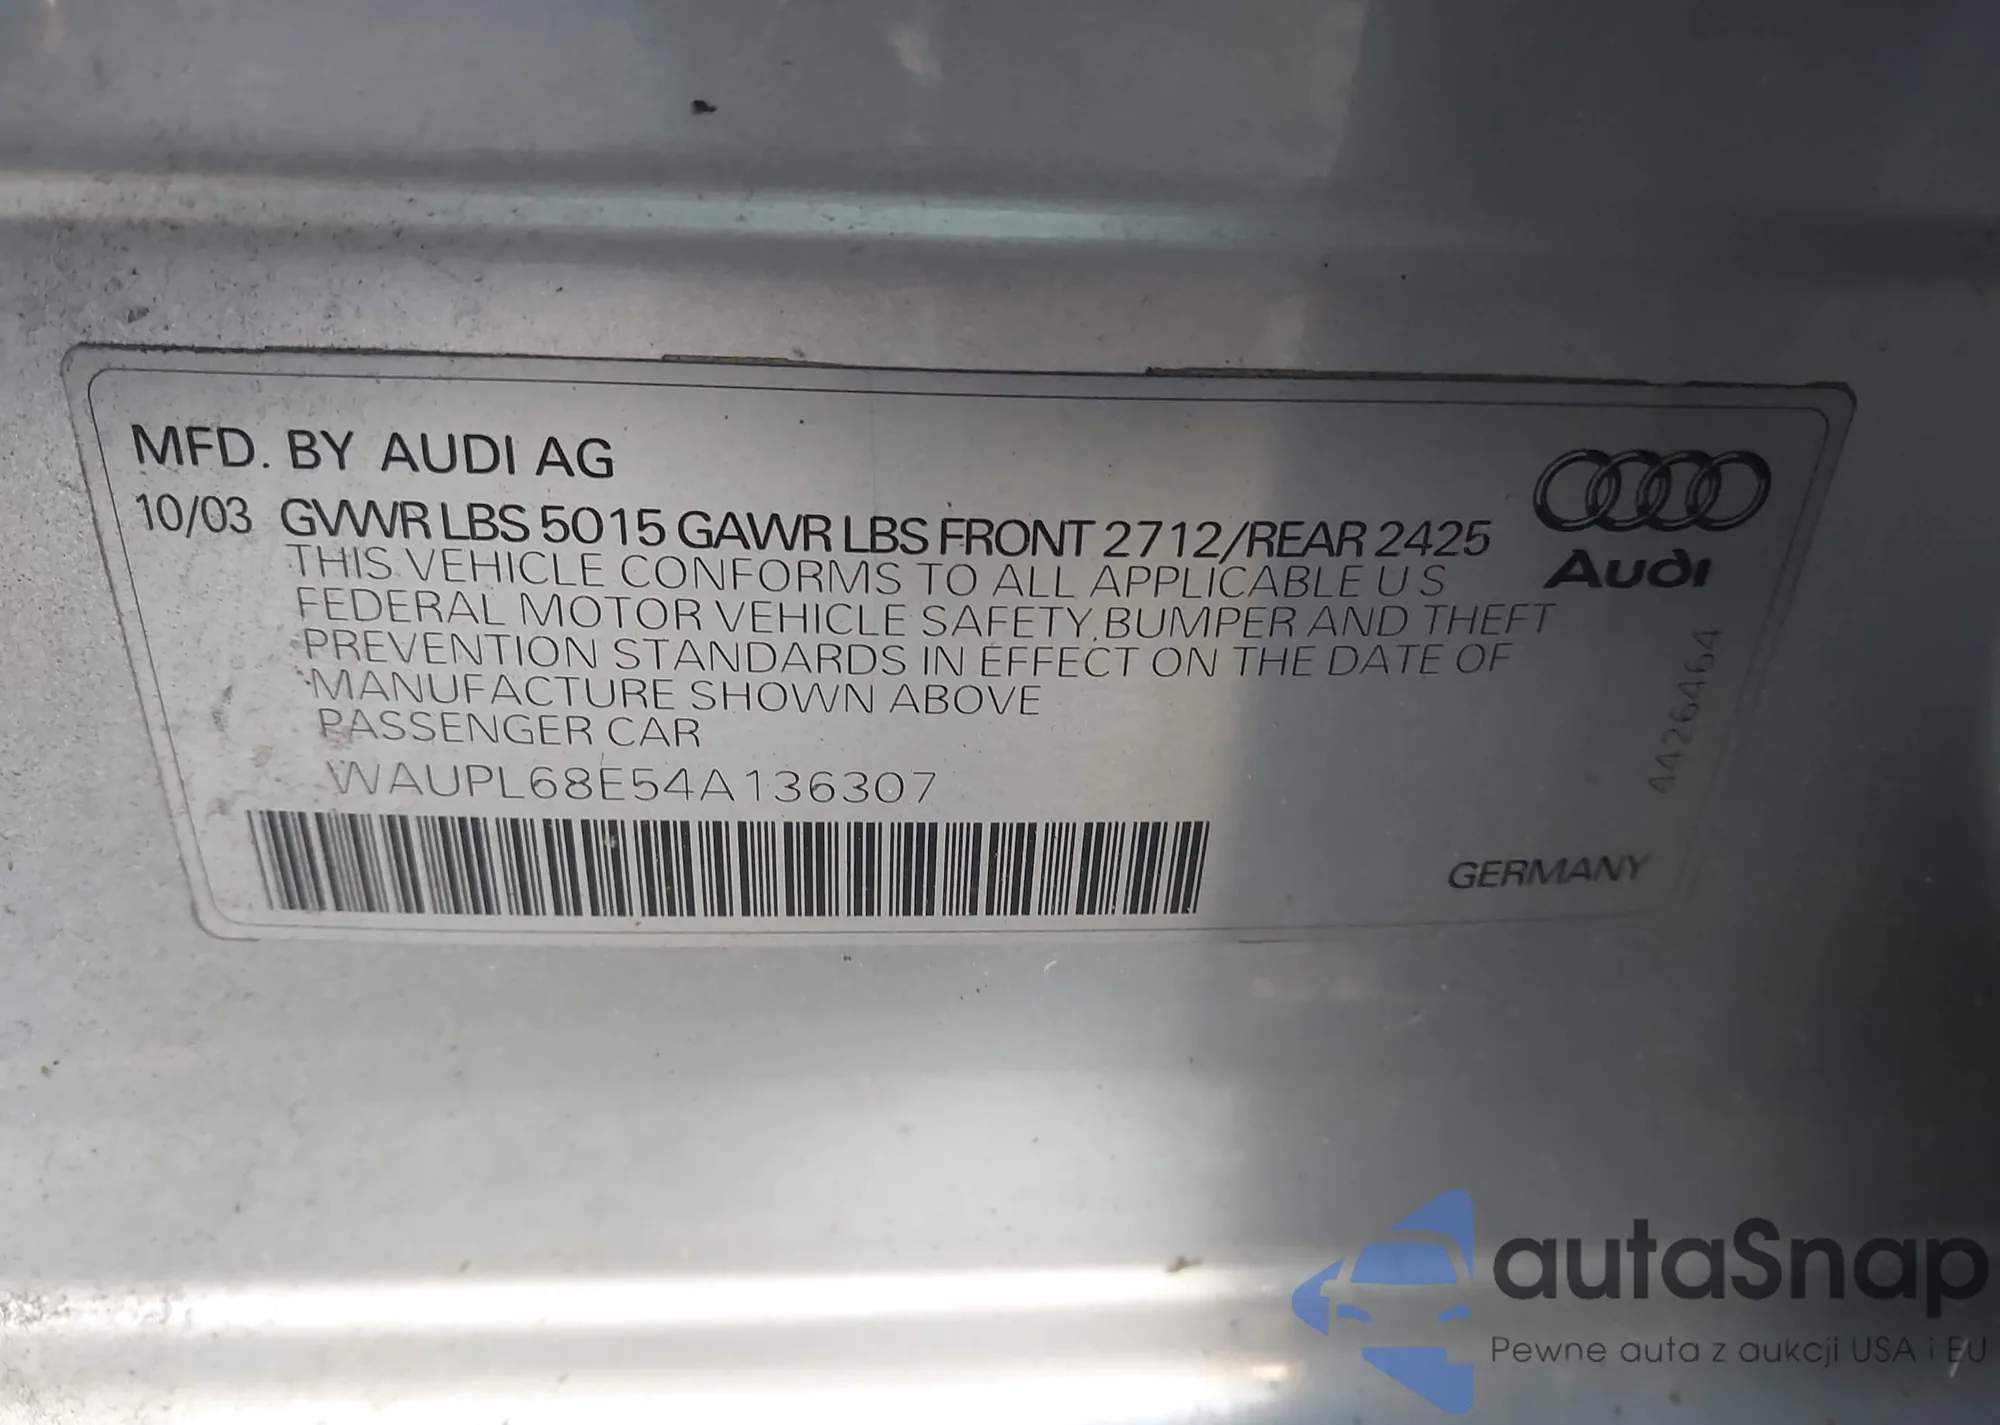 MFD. BY AUDI AG
10/03 GVWR LBS 5015 GAWR LBS FRONT 2712/REAR 2425
THIS VEHICLE CONFORMS TO ALL APPLICABLE U S
FEDERAL MOTOR VEHICLE SAFETY, BUMPER AND THEFT
PREVENTION STANDARDS IN EFFECT ON THE DATE OF
MANUFACTURE SHOWN ABOVE
PASSENGER CAR
WAUPL68E54A136307
Audi
4426464
GERMANY
autaSnap
Pewne auta z aukcji USA i EU